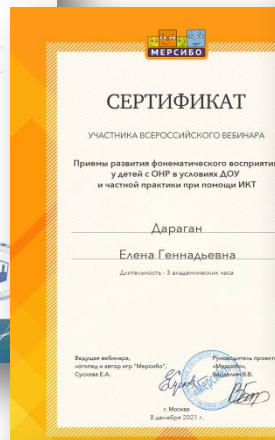 МЕРСИБО
СЕРТИФИКАТ
УЧАСТНИКА ВСЕРОССИЙСКОГО ВЕБИНАРА
Приемы развития фонематического восприятия
у детей с ОНР в условиях ДОУ
и частной практики при помощи ИКТ
Дараган
Елена Геннадьевна
Длительность - 3 академических часа
Ведущая вебинара,
логопед и автор игр "Мерсибо",
Суслова Е.А.
Руководитель проекта
«Мерсибо»,
В.В.
г. Москва
8 декабря 2021 г.